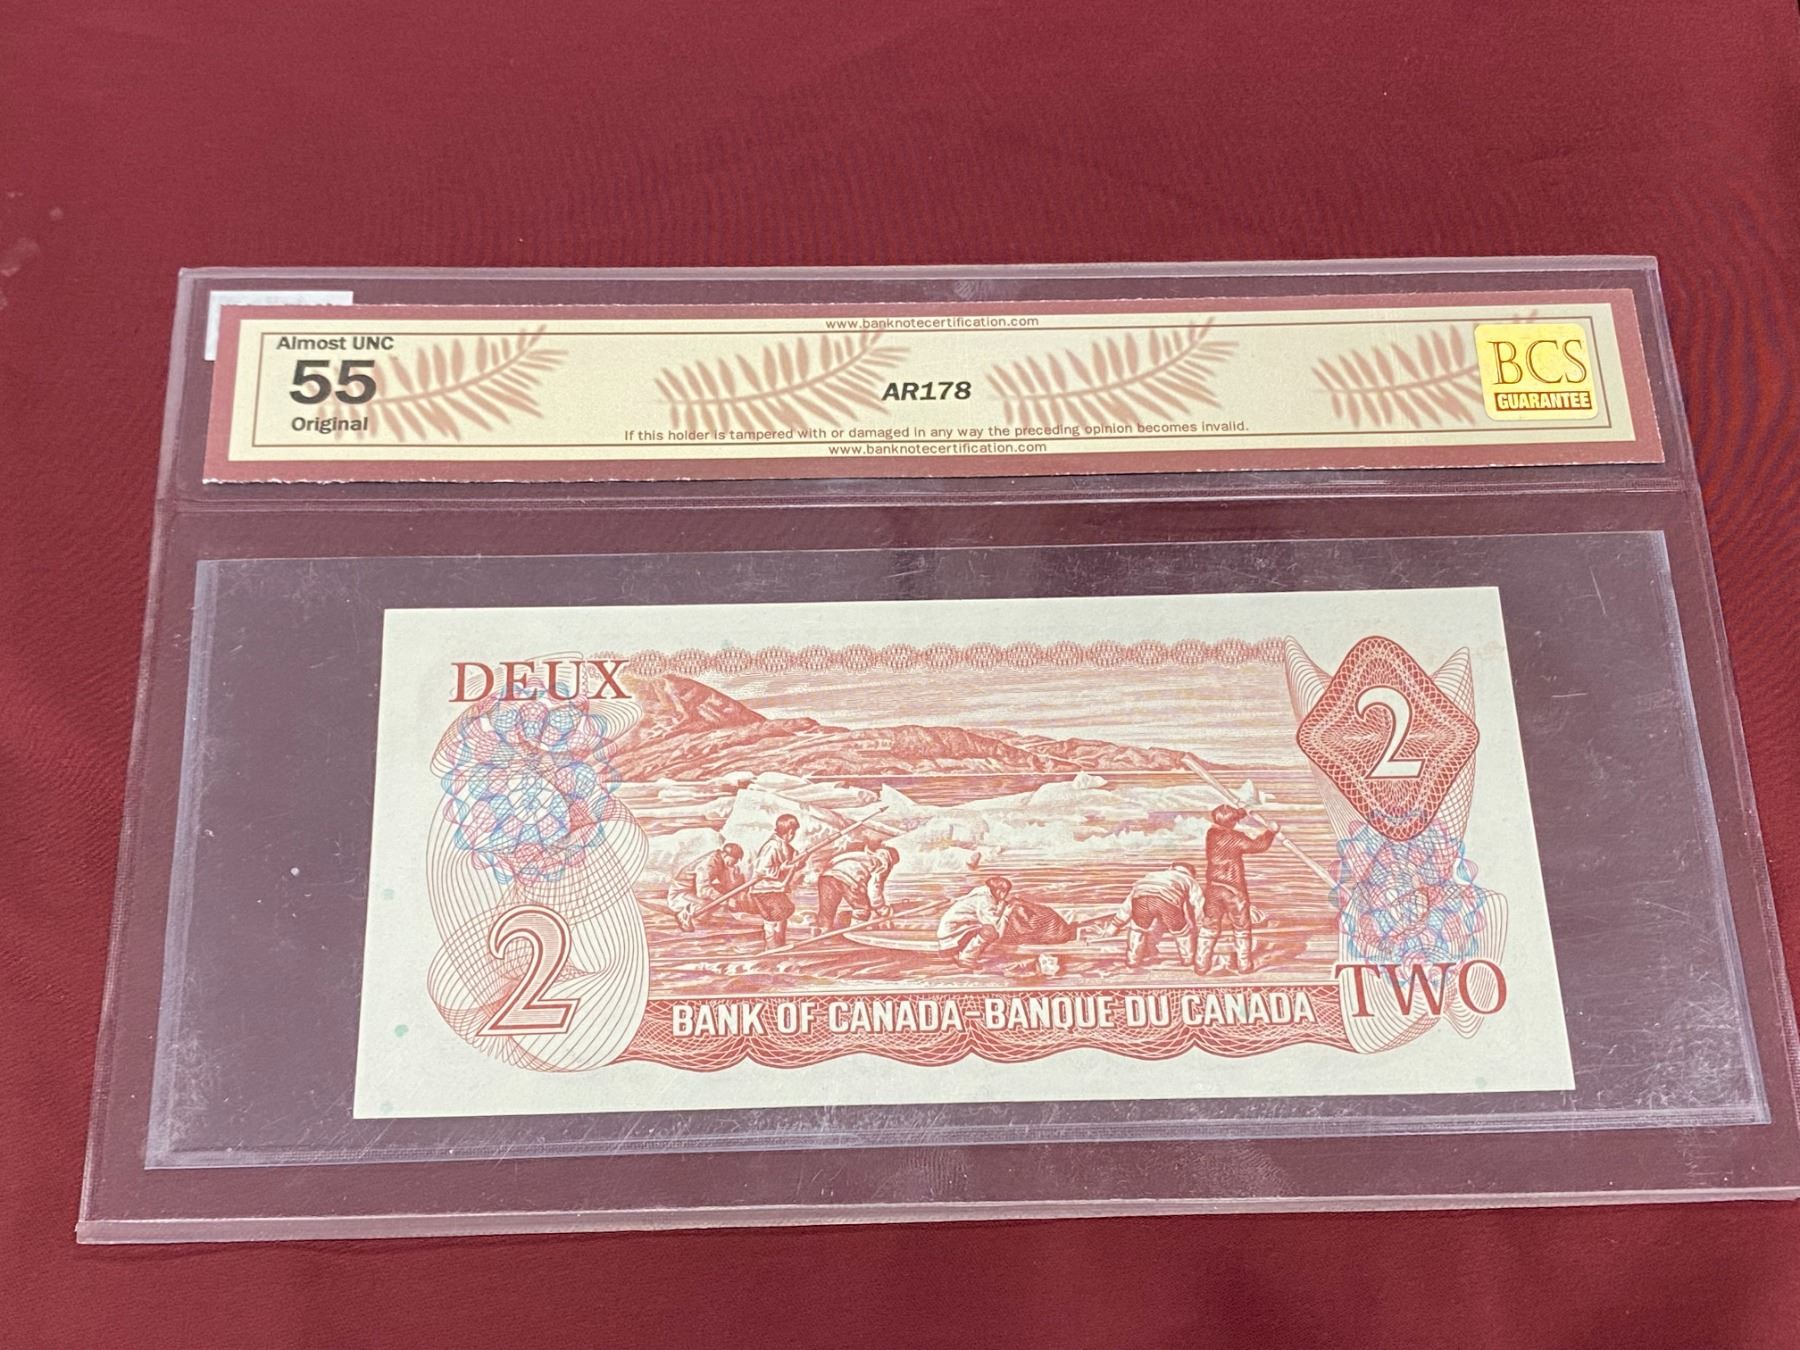 www.banknotecertification.com
Almost UNC
55
Original
AR178
BCS
GUARANTEE
If this holder is tampered with or damaged in any way the preceding opinion becomes invalid.
www.banknotecertification.com
DEUX
2
2
BANK OF CANADA-BANQUE DU CANADA
TWO